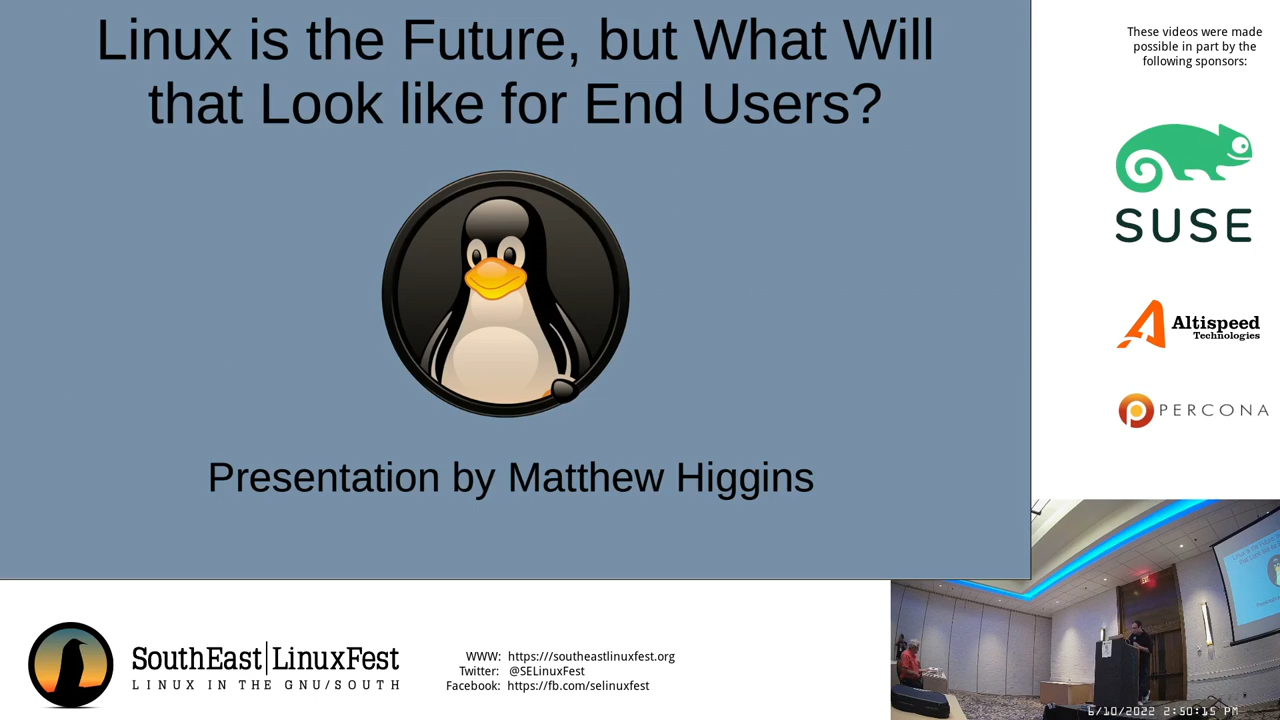 Linux is the Future, but What Will
that Look like for End Users?
Presentation by Matthew Higgins
These videos were made
possible in part by the
following sponsors:
SUSE
Altispeed
Technologies
PERCONA
SouthEast|LinuxFest
LINUX IN THE GNU/SOUTH
WWW: https:///southeastlinuxfest.org
Twitter: @SELinuxFest
Facebook: https://fb.com/selinuxfest
6/10/2022 2:50:15 PM